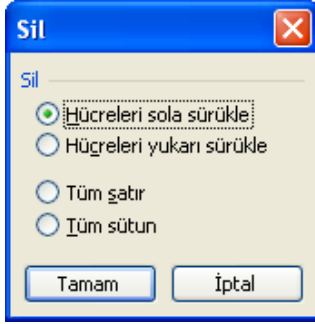 Sil
Sil
Hücreleri sola sürükle
Hücreleri yukarı sürükle
Tüm satır
Tüm sütun
Tamam
İptal